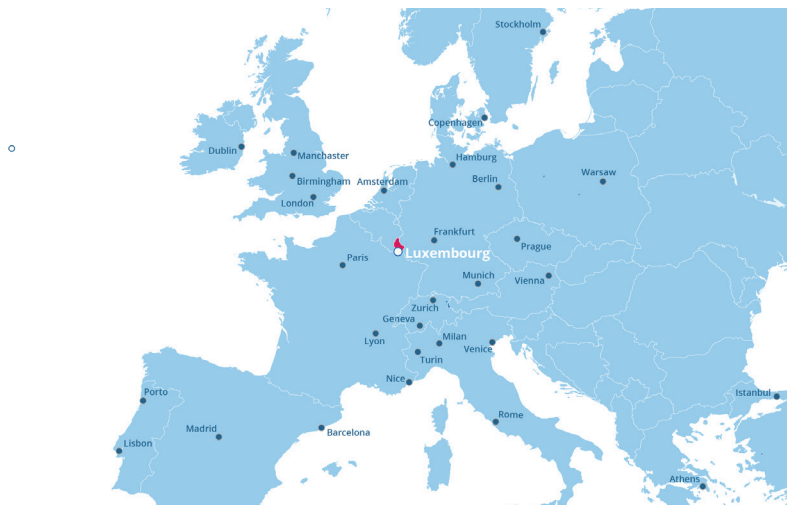 Stockholm
Copenhagen
Dublin
Manchaster
Hamburg
Birmingham
Amsterdam
Berlin
Warsaw
London
Frankfurt
Prague
Luxembourg
Paris
Munich
Vienna
Zurich
Geneva
Lyon
Milan
Venice
Turin
Nice
Porto
Istanbul
Rome
Madrid
Barcelona
Lisbon
Athens